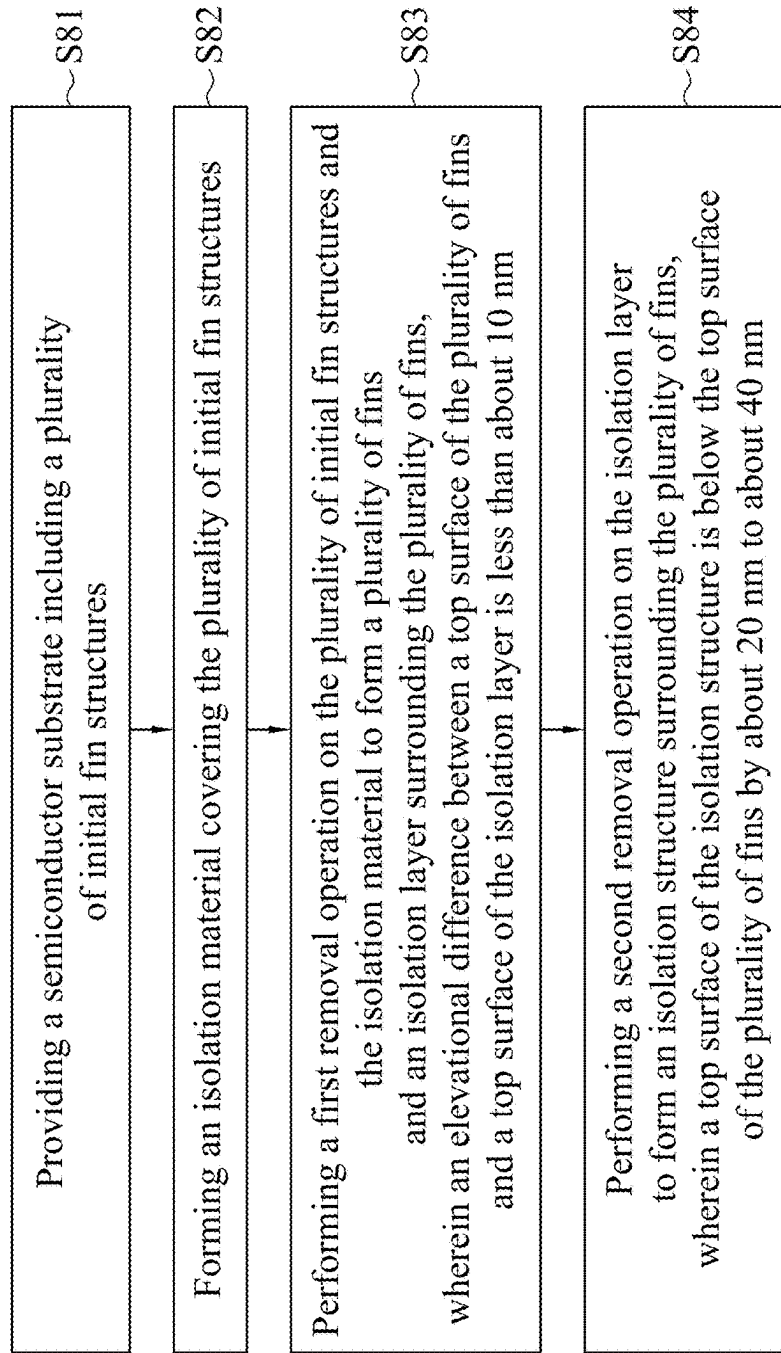 Providing a semiconductor substrate including a plurality
of initial fin structures
S81
Forming an isolation material covering the plurality of initial fin structures
S82
Performing a first removal operation on the plurality of initial fin structures and
the isolation material to form a plurality of fins
and an isolation layer surrounding the plurality of fins,
wherein an elevational difference between a top surface of the plurality of fins
and a top surface of the isolation layer is less than about 10 nm
S83
Performing a second removal operation on the isolation layer
to form an isolation structure surrounding the plurality of fins,
wherein a top surface of the isolation structure is below the top surface
of the plurality of fins by about 20 nm to about 40 nm
S84